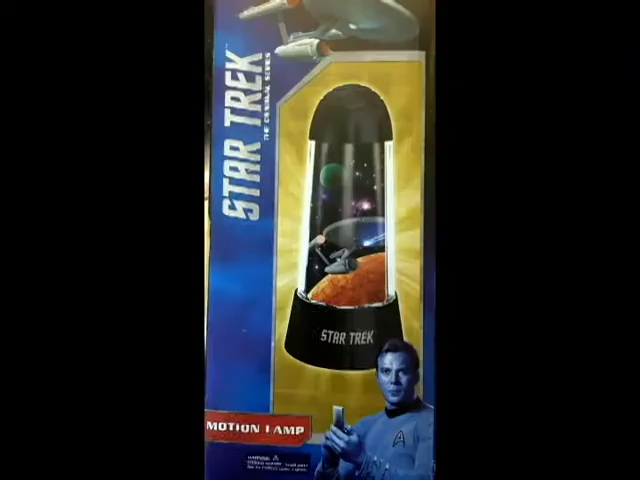 STAR TREK
THE ORIGINAL SERIES
STAR TREK
MOTION LAMP
WARNING: